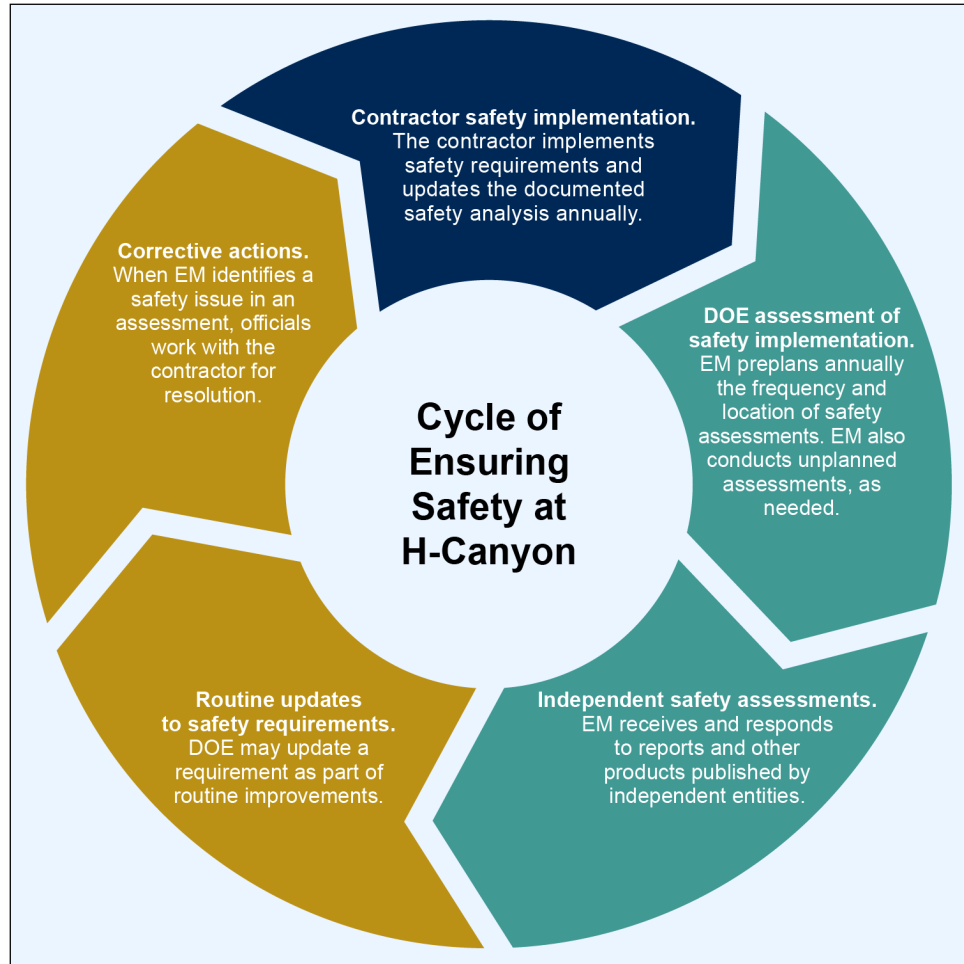 Contractor safety implementation.
The contractor implements
safety requirements and
updates the documented
safety analysis annually.
DOE assessment of
safety implementation.
EM preplans annually
the frequency and
location of safety
assessments. EM also
conducts unplanned
assessments, as
needed.
Independent safety assessments.
EM receives and responds
to reports and other
products published by
independent entities.
Routine updates
to safety requirements.
DOE may update a
requirement as part of
routine improvements.
Corrective actions.
When EM identifies a
safety issue in an
assessment, officials
work with the
contractor for
resolution.
Cycle of
Ensuring
Safety at
H-Canyon